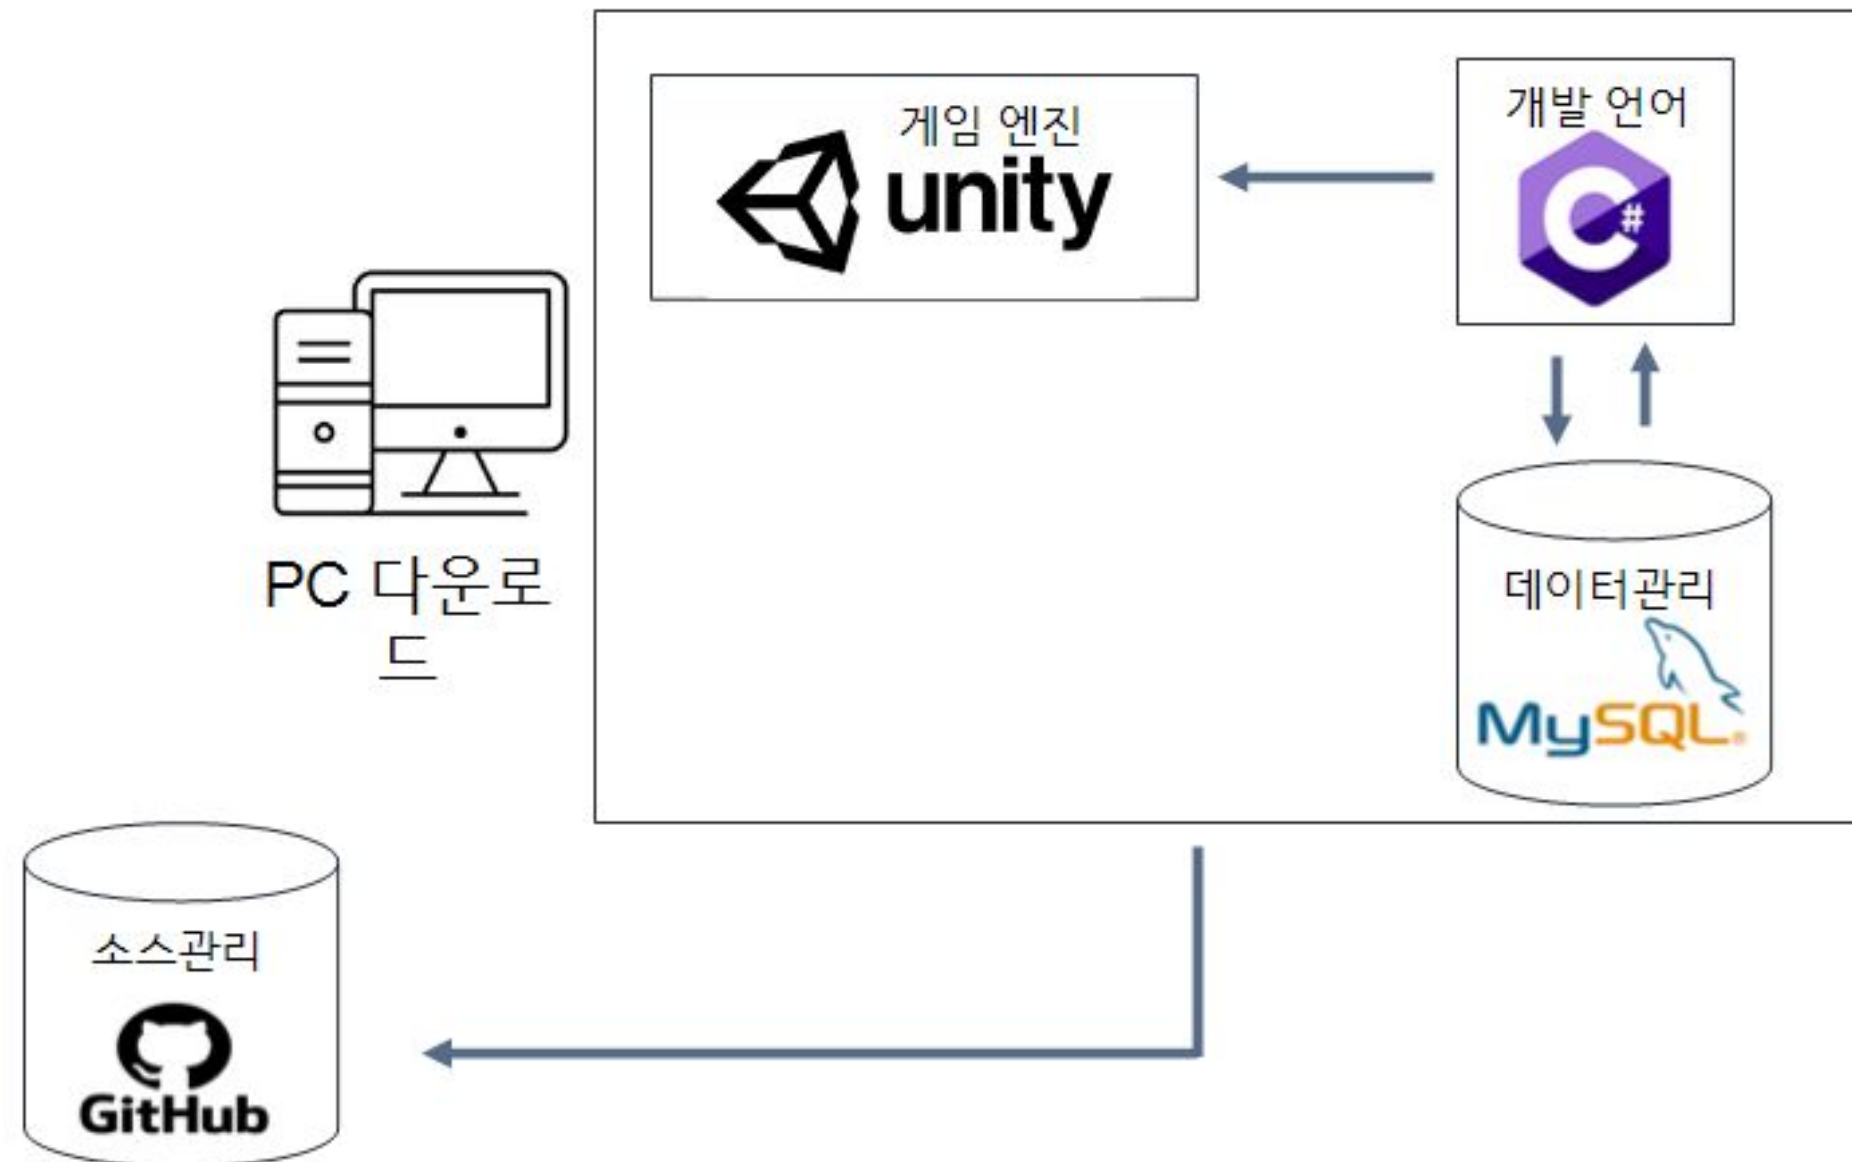 게임 엔진
unity
개발 언어
C#
PC 다운로
드
데이터관리
MySQL®
소스관리
GitHub